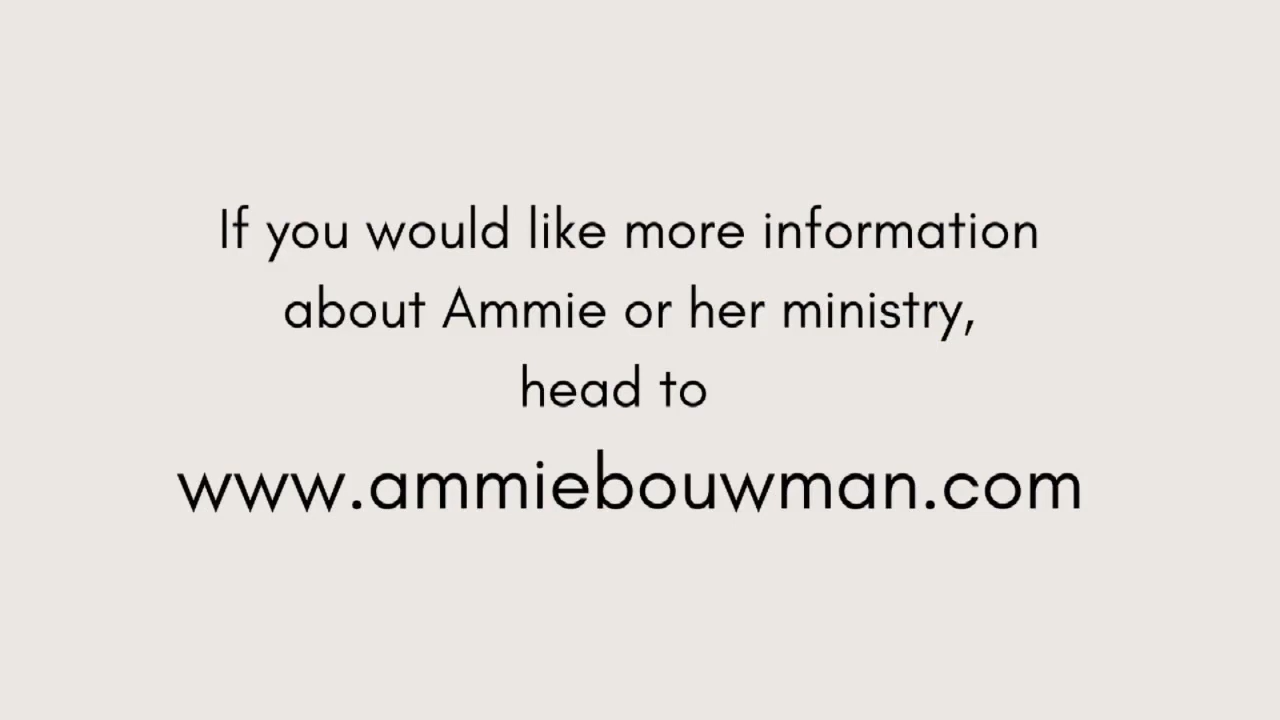 If you would like more information
about Ammie or her ministry,
head to
www.ammiebouwman.com